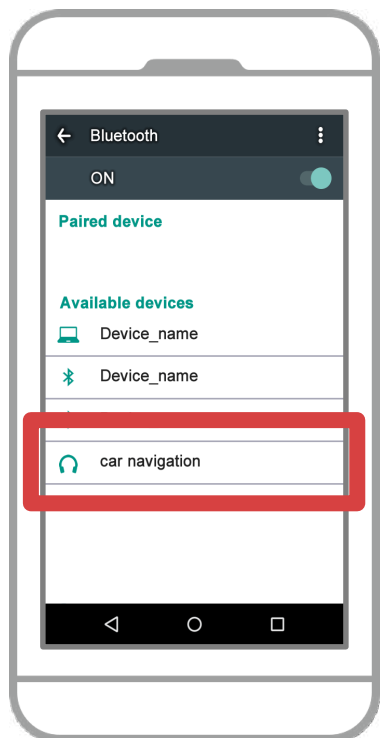 Bluetooth
ON
Paired device
Available devices
Device_name
Device_name
car navigation